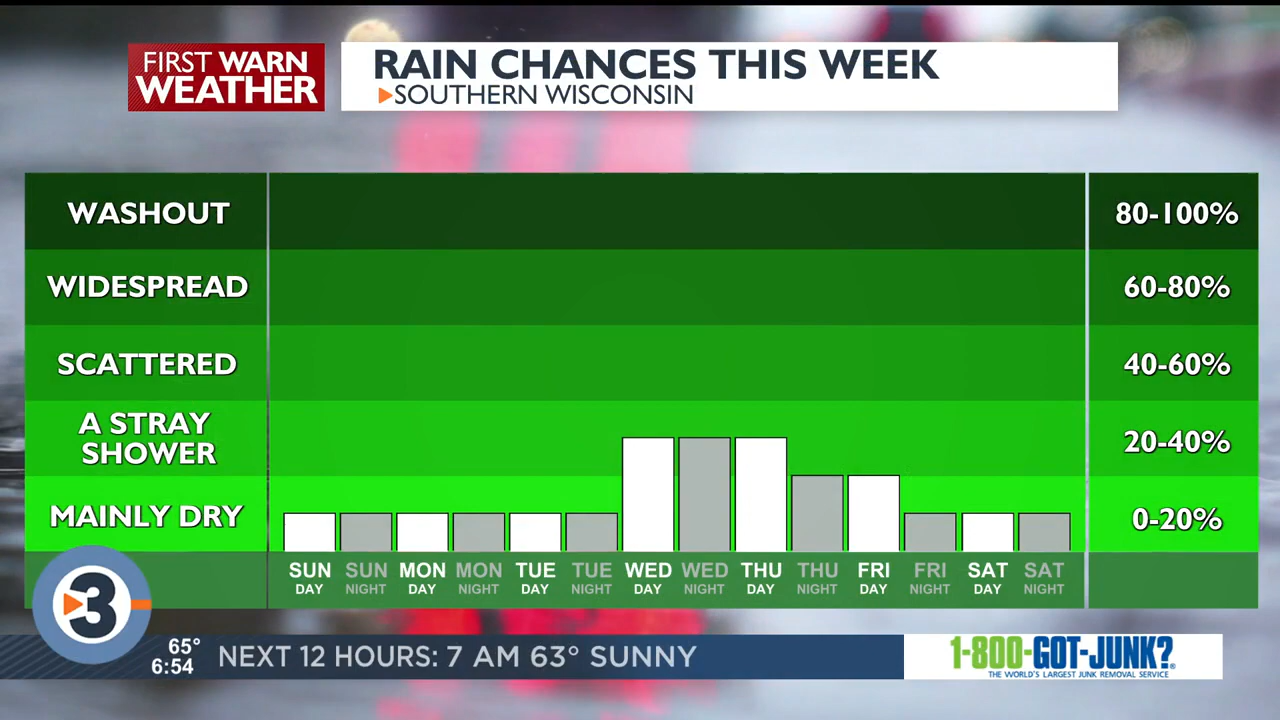 FIRST WARN
WEATHER
RAIN CHANCES THIS WEEK
SOUTHERN WISCONSIN
WASHOUT
80-100%
WIDESPREAD
60-80%
SCATTERED
40-60%
A STRAY
SHOWER
20-40%
MAINLY DRY
0-20%
SUN SUN MON MON TUE TUE WED WED THU THU FRI FRI SAT SAT
DAY NIGHT DAY NIGHT DAY NIGHT DAY NIGHT DAY NIGHT DAY NIGHT DAY NIGHT
3
65°
6:54
NEXT 12 HOURS: 7 AM 63° SUNNY
1-800-GOT-JUNK?®
THE WORLD'S LARGEST JUNK REMOVAL SERVICE